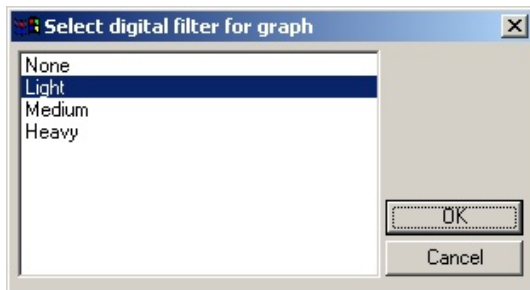 Select digital filter for graph
None
Light
Medium
Heavy
OK
Cancel